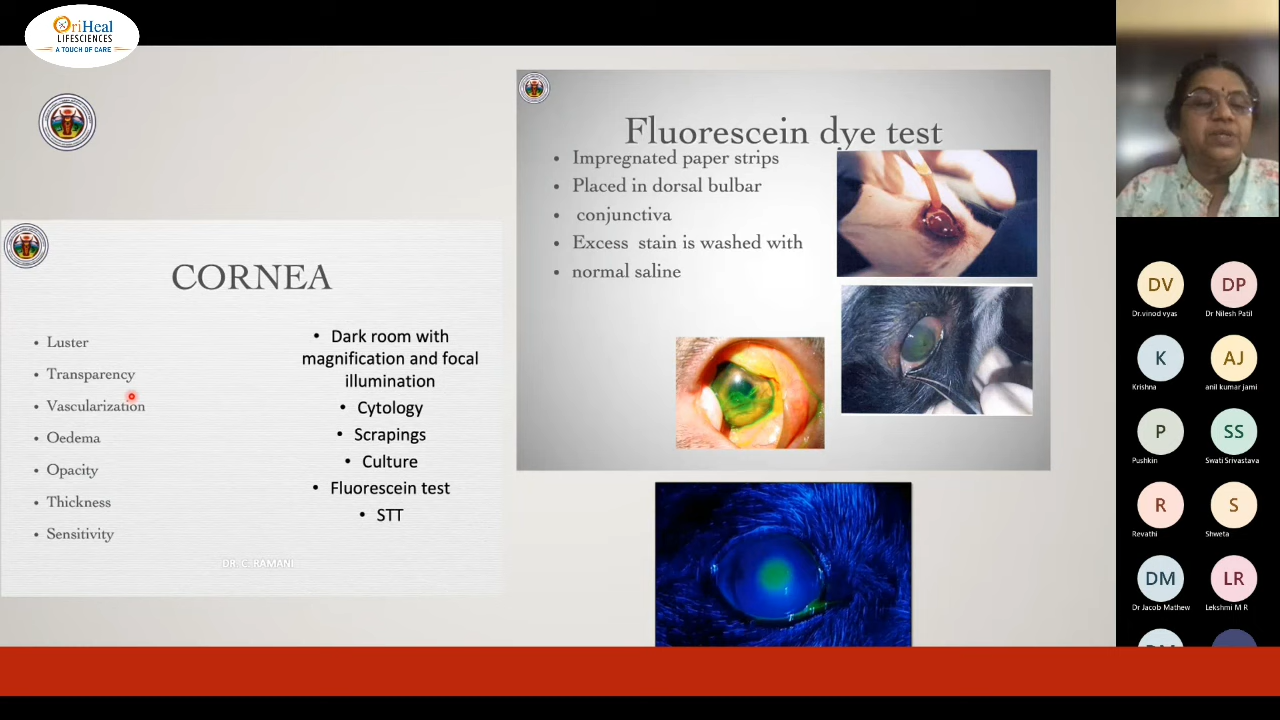 OriHeal
LIFESCIENCES
A TOUCH OF CARE
CORNEA
• Luster
• Transparency
• Vascularization
• Oedema
• Opacity
• Thickness
• Sensitivity
• Dark room with
magnification and focal
illumination
• Cytology
• Scrapings
• Culture
• Fluorescein test
• STT
DR. C. RAMANI
Fluorescein dye test
• Impregnated paper strips
• Placed in dorsal bulbar
• conjunctiva
• Excess stain is washed with
• normal saline
DV
Dr.vinod vyas
DP
Dr Nilesh Patil
K
Krishna
AJ
anil kumar jami
P
Pushkin
SS
Swati Srivastava
R
Revathi
S
Shweta
DM
Dr Jacob Mathew
LR
Lekshmi M R